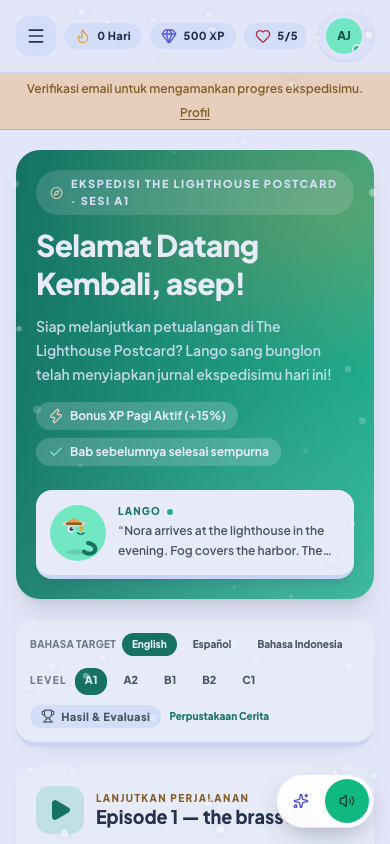 0 Hari
500 XP
5/5
AJ
Verifikasi email untuk mengamankan progres ekspedisimu.
Profil
EKSPEDISI THE LIGHTHOUSE POSTCARD
· SESI A1
Selamat Datang
Kembali, asep!
Siap melanjutkan petualangan di The
Lighthouse Postcard? Lango sang bunglon
telah menyiapkan jurnal ekspedisimu hari ini!
Bonus XP Pagi Aktif (+15%)
Bab sebelumnya selesai sempurna
LANGO
“Nora arrives at the lighthouse in the
evening. Fog covers the harbor. The…
BAHASA TARGET English Español Bahasa Indonesia
LEVEL A1 A2 B1 B2 C1
Hasil & Evaluasi Perpustakaan Cerita
LANJUTKAN PERJALANAN
Episode 1 — the brass